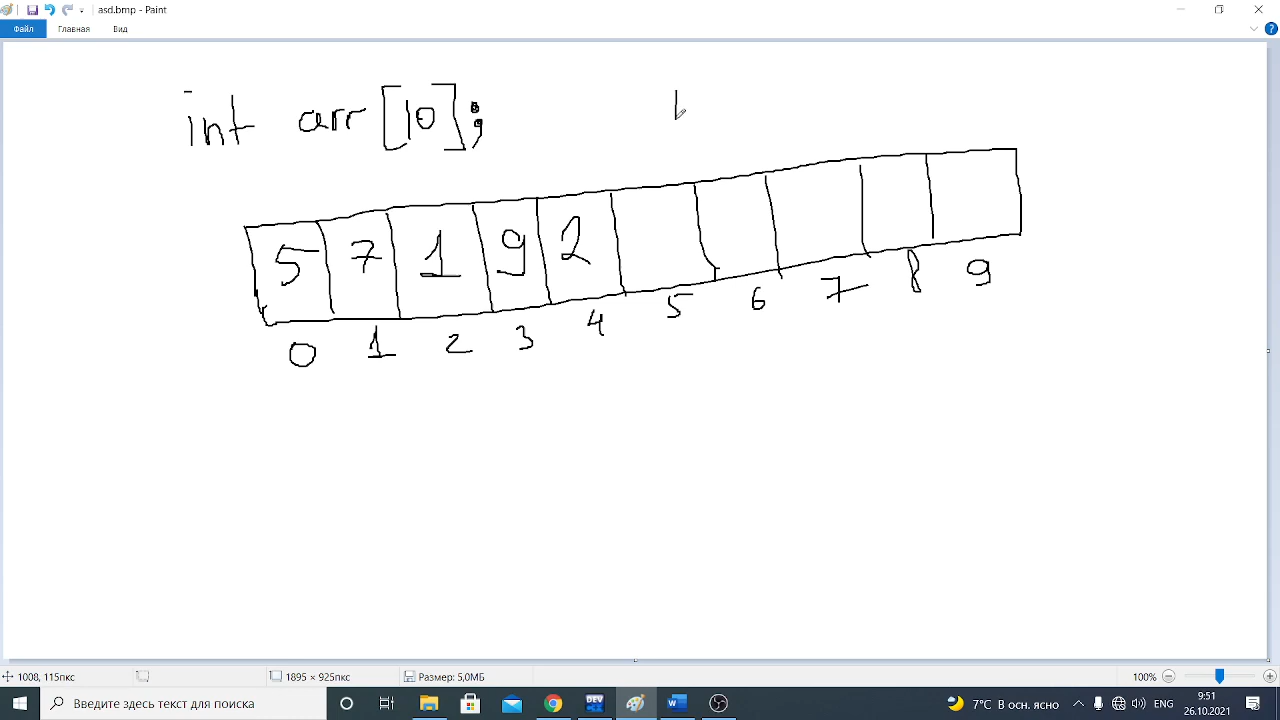 asd.bmp - Paint
Файл Главная Вид
int arr [10];
5 7 1 9 2
0 1 2 3 4 5 6 7 8 9
1008, 115пкс 1895 × 925пкс Размер: 5,0МБ 100%
Введите здесь текст для поиска DEV C++ W 7°C В осн. ясно ENG 9:51
26.10.2021